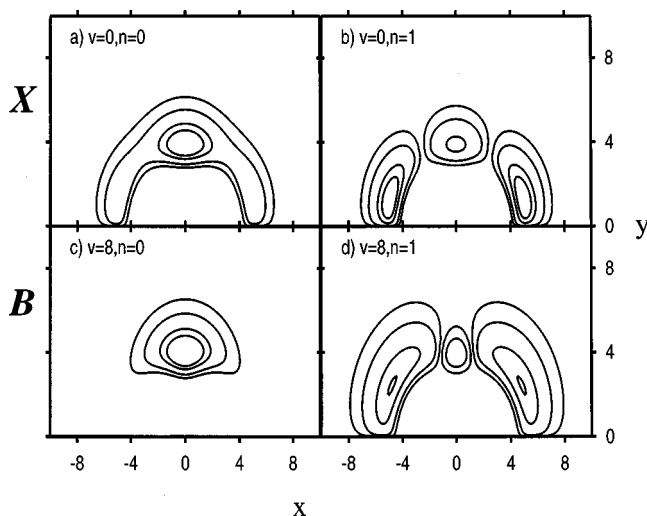 a) v=0,n=0
b) v=0,n=1
8
X
4
0
y
c) v=8,n=0
d) v=8,n=1
8
B
4
0
-8 -4 0 4 8 -8 -4 0 4 8
x